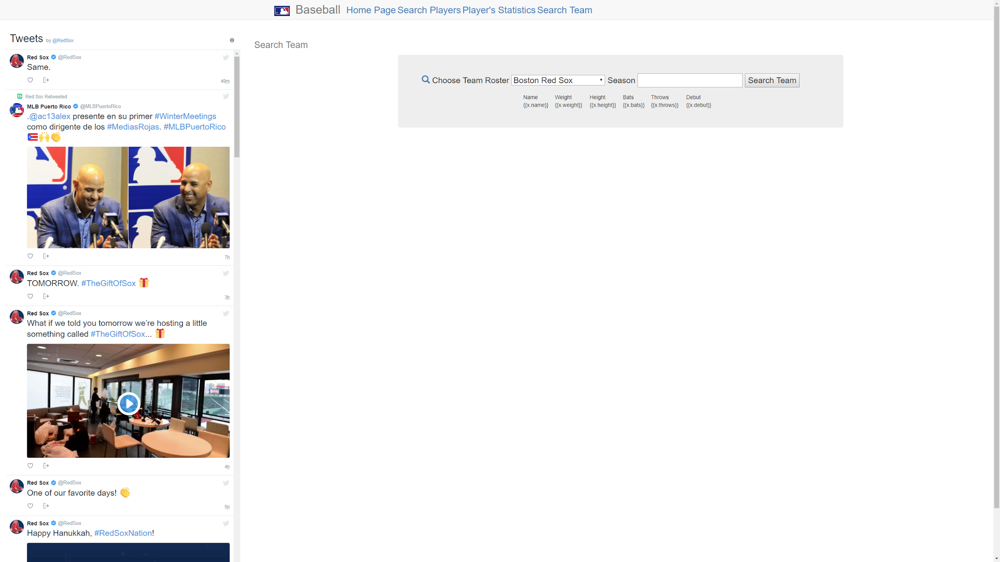 Baseball Home Page Search Players Player's Statistics Search Team
Tweets by @RedSox
Red Sox @RedSox
Same.
49m
Red Sox Retweeted
MLB Puerto Rico @MLBPuertoRico
.@ac13alex presente en su primer #WinterMeetings
como dirigente de los #MediasRojas. #MLBPuertoRico
🇵🇷🙌👏
7h
Red Sox @RedSox
TOMORROW. #TheGiftOfSox 🎁
3h
Red Sox @RedSox
What if we told you tomorrow we’re hosting a little
something called #TheGiftOfSox... 🎁
4h
Red Sox @RedSox
One of our favorite days! 👏
5h
Red Sox @RedSox
Happy Hanukkah, #RedSoxNation!
Search Team
Choose Team Roster Boston Red Sox Season Search Team
Name Weight Height Bats Throws Debut
{{x.name}} {{x.weight}} {{x.height}} {{x.bats}} {{x.throws}} {{x.debut}}